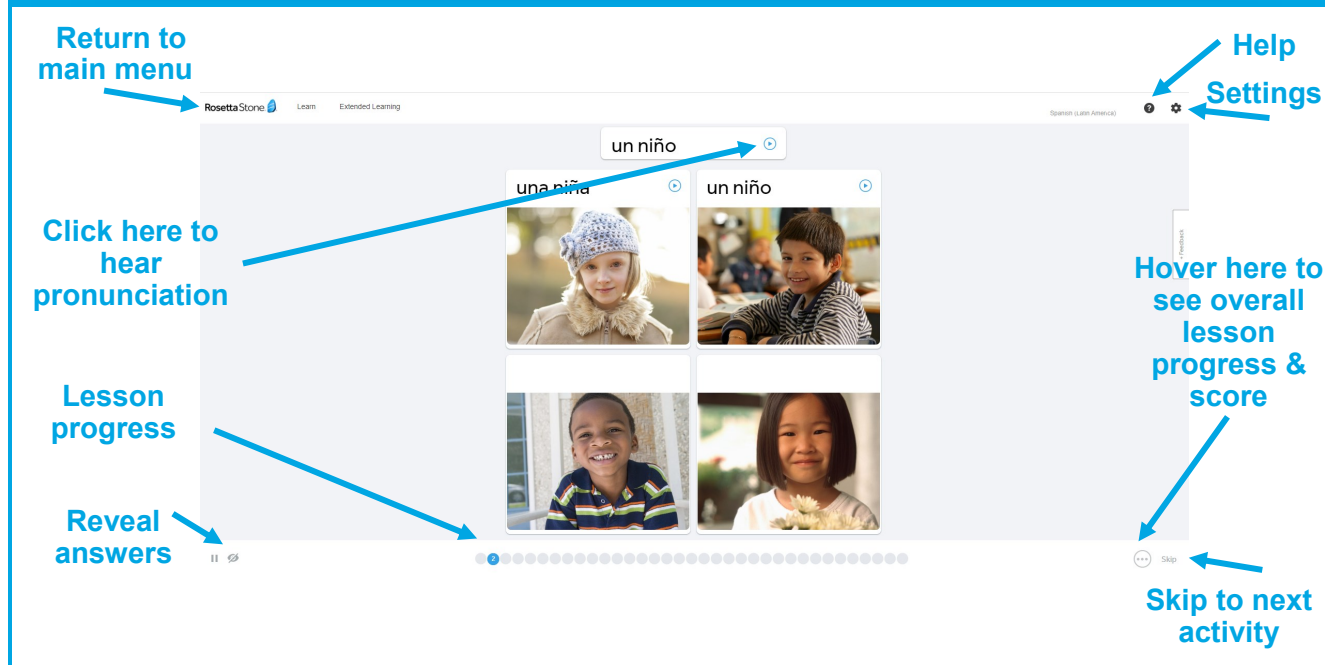 Return to
main menu
Help
Settings
RosettaStone
Learn
Extended Learning
Spanish (Latin America)
?
un niño
una niña
un niño
Click here to
hear
pronunciation
+ Feedback
Hover here to
see overall
lesson
progress &
score
Lesson
progress
Reveal
answers
2
Skip
Skip to next
activity